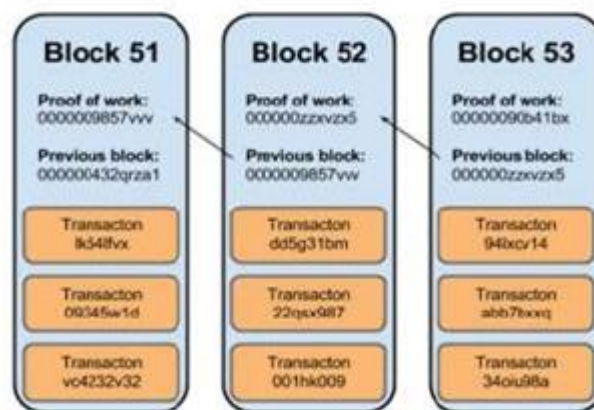 Block 51
Proof of work:
0000009857vvv
Previous block:
000000432qrza1
Transacton
lk54lfvx
Transacton
09345w1d
Transacton
vc4232v32
Block 52
Proof of work:
000000zzxvzx5
Previous block:
0000009857vvv
Transacton
dd5g31bm
Transacton
22qsx987
Transacton
001hk009
Block 53
Proof of work:
00000090b41bx
Previous block:
000000zzxvzx5
Transacton
94lxcv14
Transacton
abb7bxxq
Transacton
34oiu98a